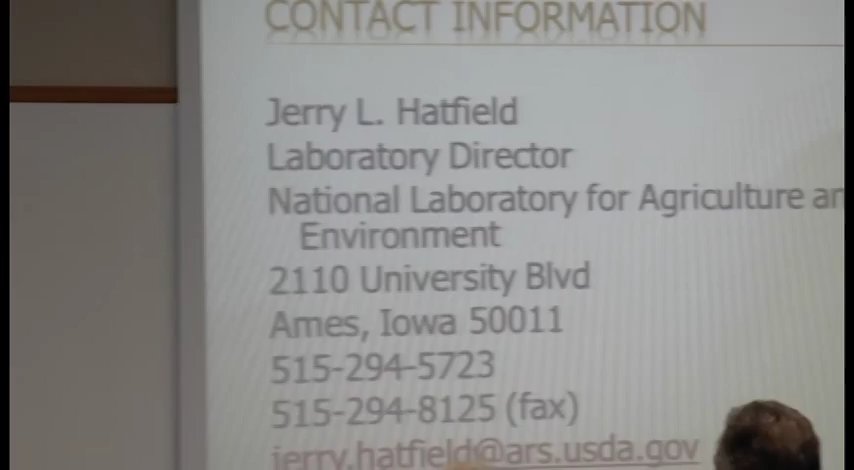 CONTACT INFORMATION
Jerry L. Hatfield
Laboratory Director
National Laboratory for Agriculture an
Environment
2110 University Blvd
Ames, Iowa 50011
515-294-5723
515-294-8125 (fax)
jerry.hatfield@ars.usda.gov